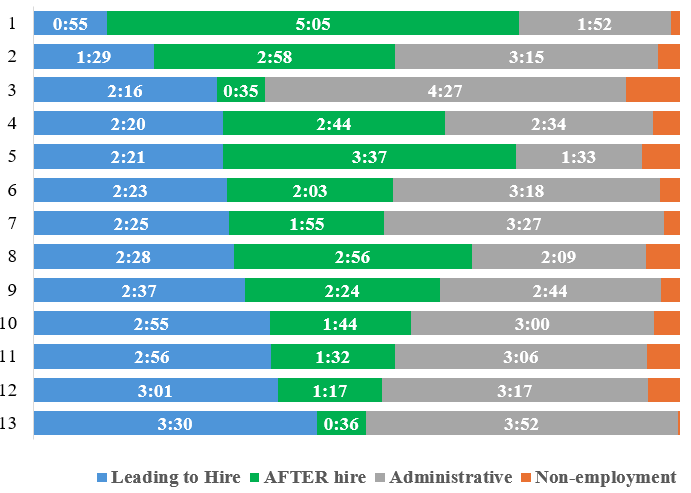 1 0:55 5:05 1:52
2 1:29 2:58 3:15
3 2:16 0:35 4:27
4 2:20 2:44 2:34
5 2:21 3:37 1:33
6 2:23 2:03 3:18
7 2:25 1:55 3:27
8 2:28 2:56 2:09
9 2:37 2:24 2:44
10 2:55 1:44 3:00
11 2:56 1:32 3:06
12 3:01 1:17 3:17
13 3:30 0:36 3:52
Leading to Hire AFTER hire Administrative Non-employment